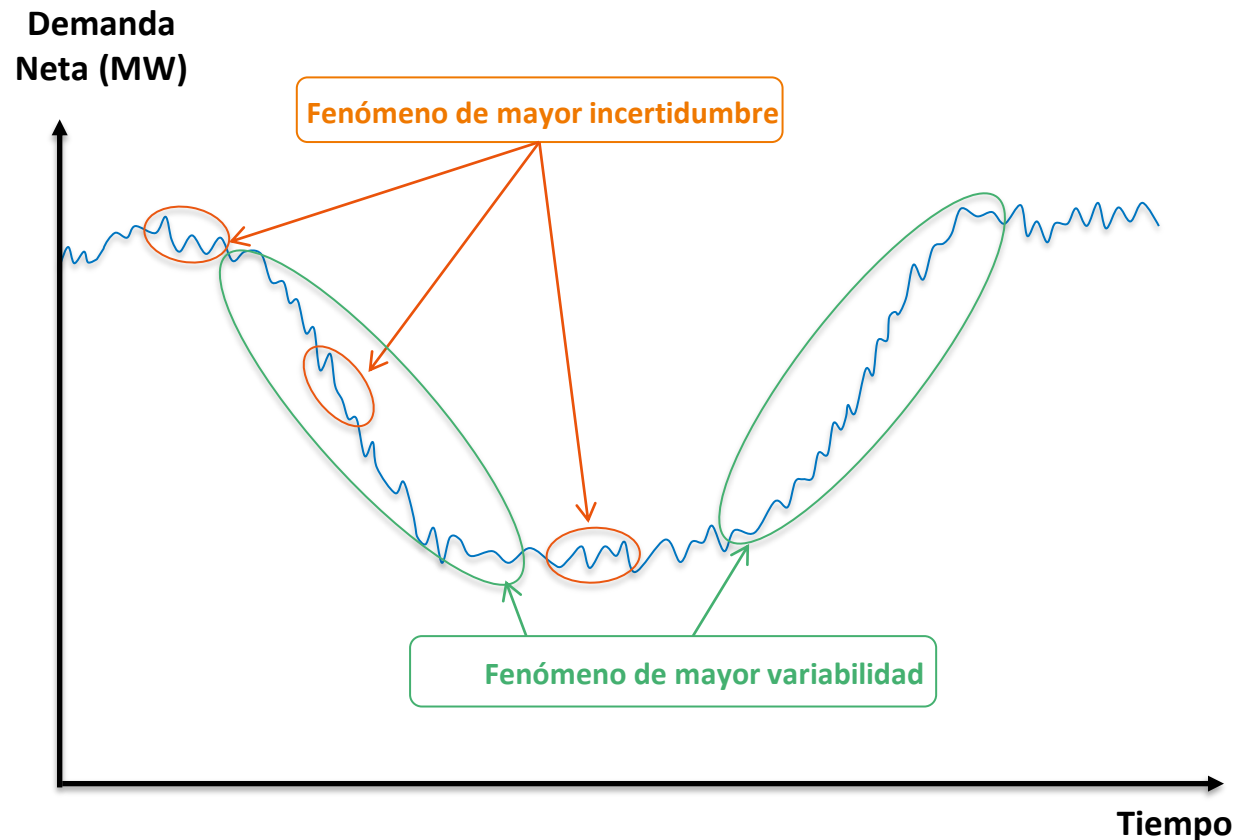 Demanda
Neta (MW)
Fenómeno de mayor incertidumbre
Fenómeno de mayor variabilidad
Tiempo